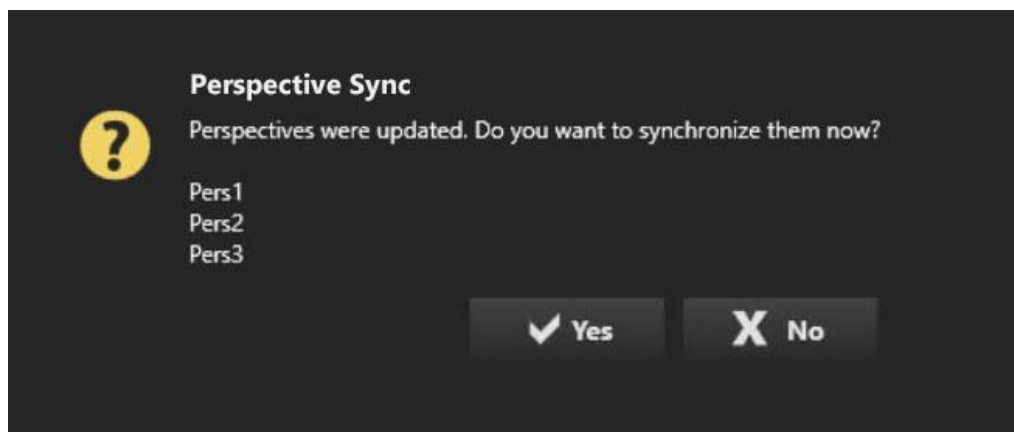 Perspective Sync
Perspectives were updated. Do you want to synchronize them now?
Pers1
Pers2
Pers3
Yes
No